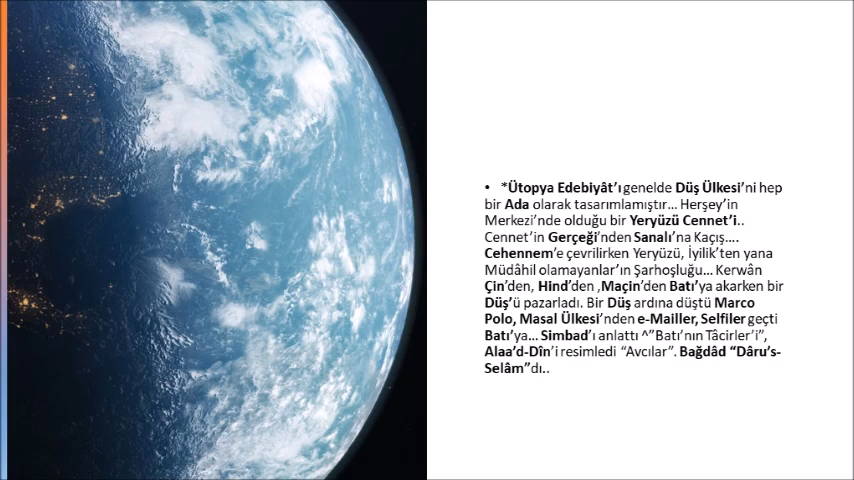 • *Ütopya Edebiyât’ı genelde Düş Ülkesi’ni hep
bir Ada olarak tasarımlamıştır... Herşey’in
Merkezi’nde olduğu bir Yeryüzü Cennet’i..
Cennet’in Gerçeği’nden Sanalı’na Kaçış....
Cehennem’e çevrilirken Yeryüzü, İyilik’ten yana
Müdâhil olamayanlar’ın Şarhoşluğu... Kerwân
Çin’den, Hind’den ,Maçin’den Batı’ya akarken bir
Düş’ü pazarladı. Bir Düş ardına düştü Marco
Polo, Masal Ülkesi’nden e-Mailler, Selfiler geçti
Batı’ya... Simbad’ı anlattı ^”Batı’nın Tâcirler’i”,
Alaa’d-Dîn’i resimledi “Avcılar”. Bağdâd “Dâru’s-
Selâm”dı..